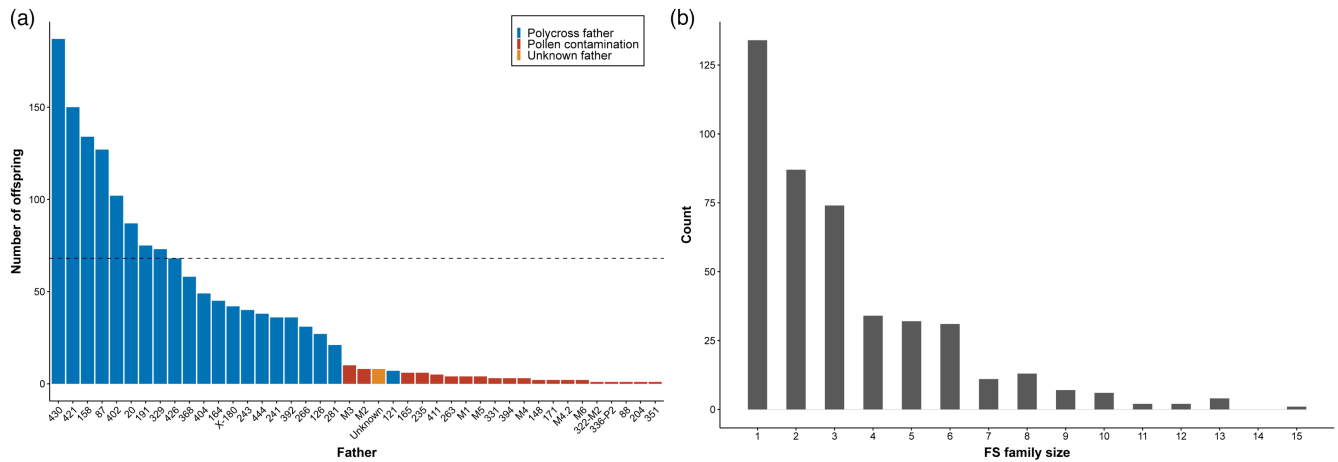 (a)
Polycross father
Pollen contamination
Unknown father
Number of offspring
150
100
50
0
430 421 158 87 402 20 191 329 426 368 404 164 X-180 243 444 241 392 266 126 281 M3 M2 Unknown 121 165 235 411 263 M1 M5 331 394 M4 148 171 M4.2 M6 322-M2 336-P2 88 204 351
Father
(b)
Count
125
100
75
50
25
0
1 2 3 4 5 6 7 8 9 10 11 12 13 14 15
FS family size